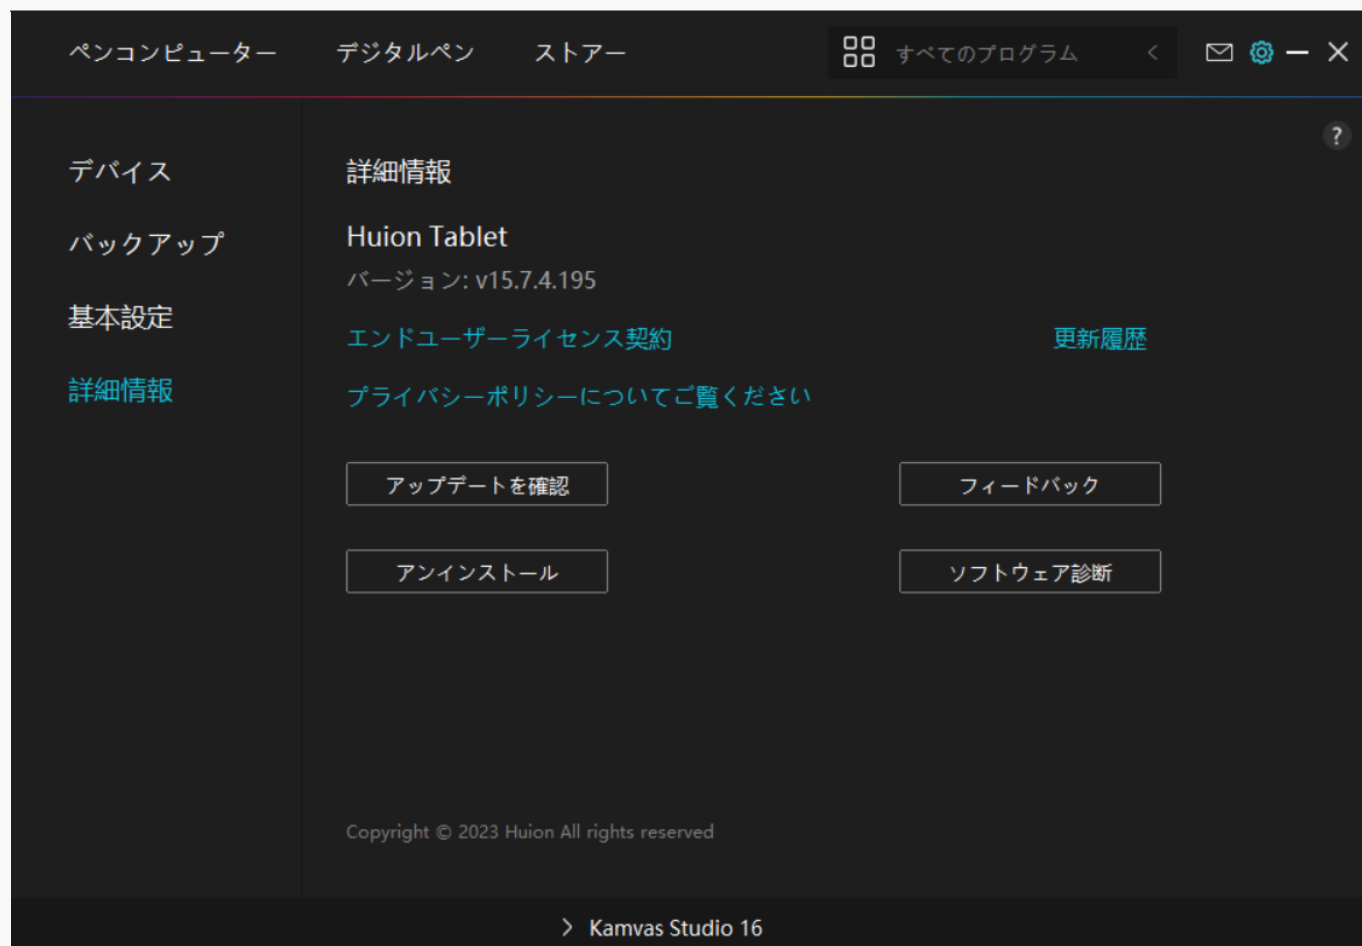 ペンコンピューター デジタルペン ストアー すべてのプログラム
?
デバイス
バックアップ
基本設定
詳細情報
詳細情報
Huion Tablet
バージョン: v15.7.4.195
エンドユーザーライセンス契約 更新履歴
プライバシーポリシーについてご覧ください
アップデートを確認 フィードバック
アンインストール ソフトウェア診断
Copyright © 2023 Huion All rights reserved
Kamvas Studio 16